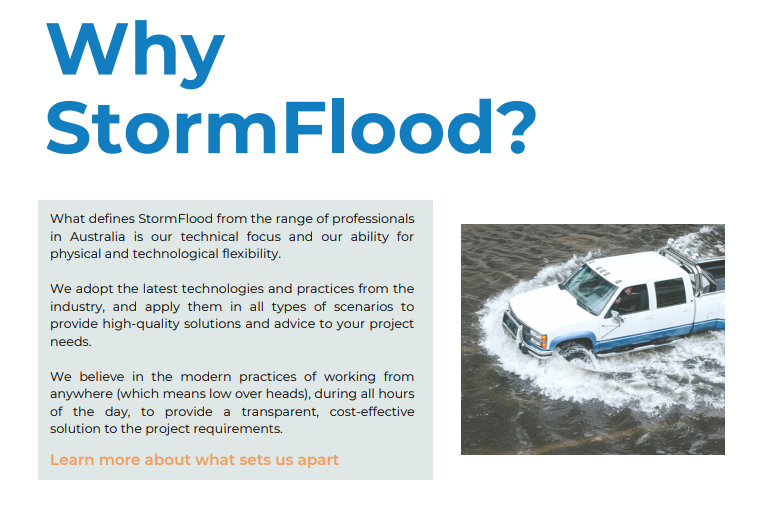 Why
StormFlood?
What defines StormFlood from the range of professionals
in Australia is our technical focus and our ability for
physical and technological flexibility.
We adopt the latest technologies and practices from the
industry, and apply them in all types of scenarios to
provide high-quality solutions and advice to your project
needs.
We believe in the modern practices of working from
anywhere (which means low over heads), during all hours
of the day, to provide a transparent, cost-effective
solution to the project requirements.
Learn more about what sets us apart